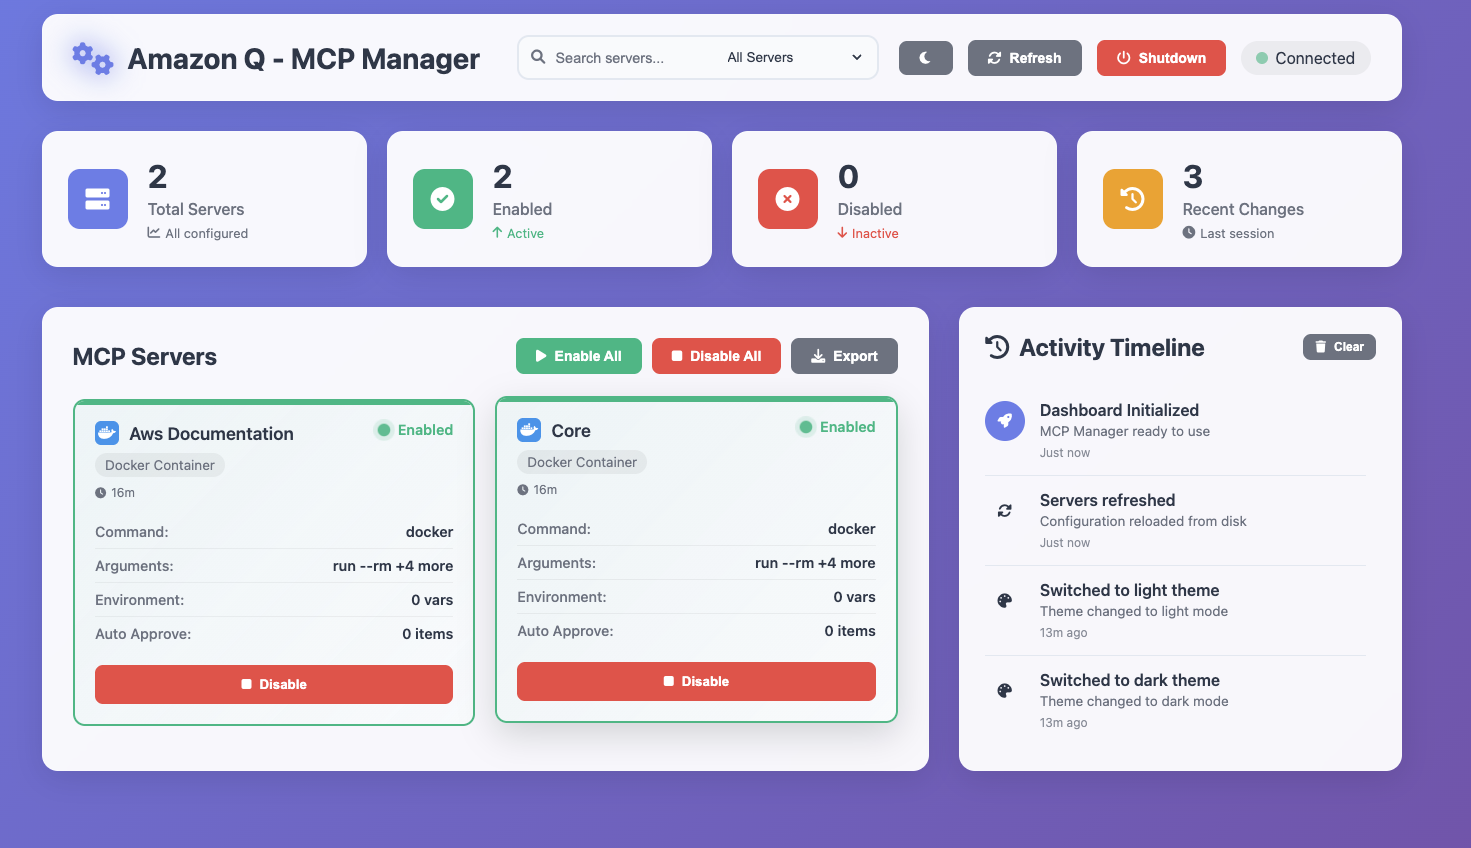 Amazon Q - MCP Manager
Search servers...
All Servers
Refresh
Shutdown
Connected
2
Total Servers
All configured
2
Enabled
Active
0
Disabled
Inactive
3
Recent Changes
Last session
MCP Servers
Enable All
Disable All
Export
Aws Documentation
Enabled
Docker Container
16m
Command: docker
Arguments: run --rm +4 more
Environment: 0 vars
Auto Approve: 0 items
Disable
Core
Enabled
Docker Container
16m
Command: docker
Arguments: run --rm +4 more
Environment: 0 vars
Auto Approve: 0 items
Disable
Activity Timeline
Clear
Dashboard Initialized
MCP Manager ready to use
Just now
Servers refreshed
Configuration reloaded from disk
Just now
Switched to light theme
Theme changed to light mode
13m ago
Switched to dark theme
Theme changed to dark mode
13m ago